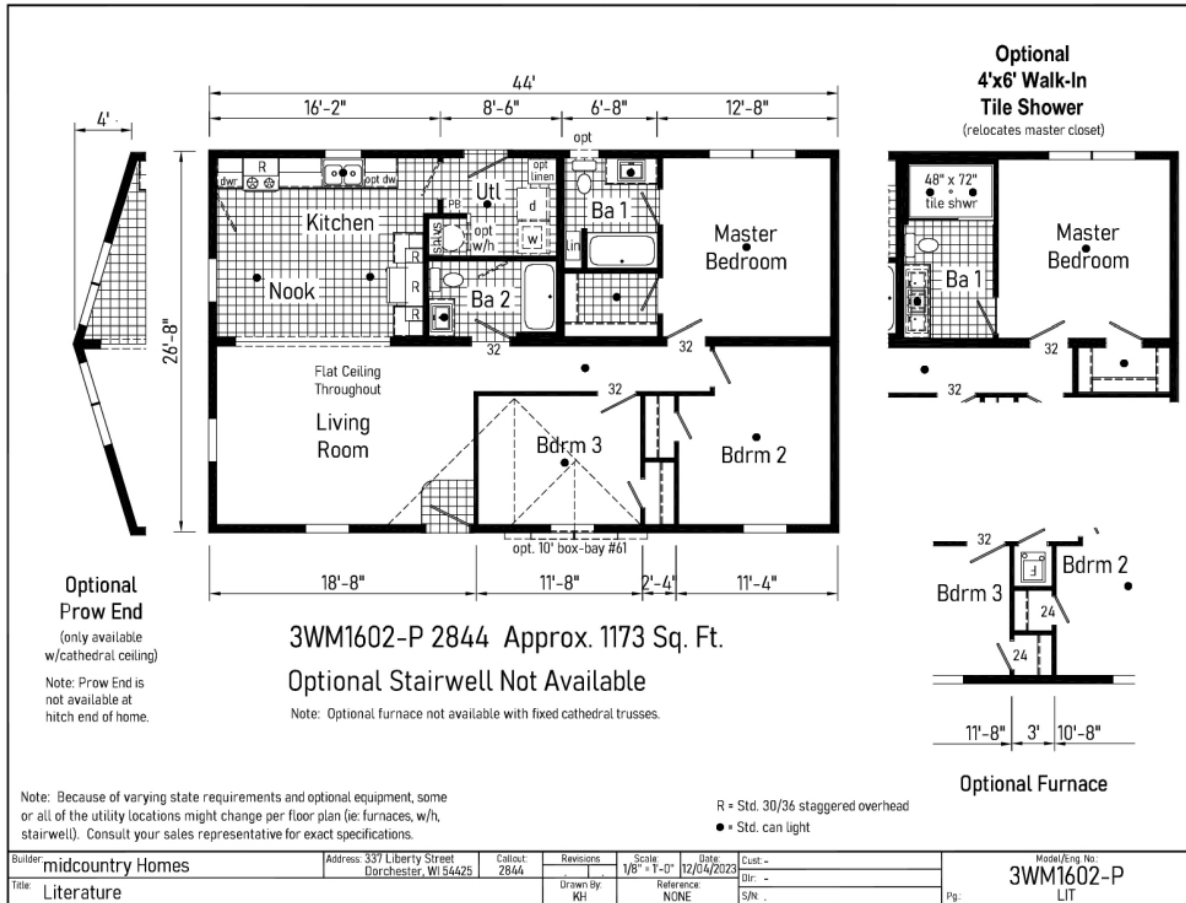 44'
16'-2"
8'-6"
6'-8"
12'-8"
4'
26'-8"
opt
R
dwr
opt dw
Kitchen
Nook
R
R
R
Utl
opt
linen
PB
d
w
shlvs
opt
w/h
Ba 1
lin
Ba 2
Master
Bedroom
32
32
32
Flat Ceiling
Throughout
Living
Room
Bdrm 3
Bdrm 2
opt. 10' box-bay #61
18'-8"
11'-8"
2'-4"
11'-4"
Optional
4'x6' Walk-In
Tile Shower
(relocates master closet)
48" x 72"
tile shwr
Ba 1
Master
Bedroom
32
32
Optional
Prow End
(only available
w/cathedral ceiling)
Note: Prow End is
not available at
hitch end of home.
3WM1602-P 2844 Approx. 1173 Sq. Ft.
Optional Stairwell Not Available
Note: Optional furnace not available with fixed cathedral trusses.
32
F
Bdrm 2
Bdrm 3
24
24
11'-8"
3'
10'-8"
Optional Furnace
Note: Because of varying state requirements and optional equipment, some
or all of the utility locations might change per floor plan (ie: furnaces, w/h,
stairwell). Consult your sales representative for exact specifications.
R = Std. 30/36 staggered overhead
● = Std. can light
Builder: midcountry Homes
Address: 337 Liberty Street
Dorchester, WI 54425
Callout:
2844
Revisions
Scale:
1/8" = 1'-0"
Date:
12/04/2023
Cust: -
Dlr: -
S/N: .
Model/Eng. No.:
3WM1602-P
Title: Literature
Drawn By:
KH
Reference:
NONE
Pg.: LIT